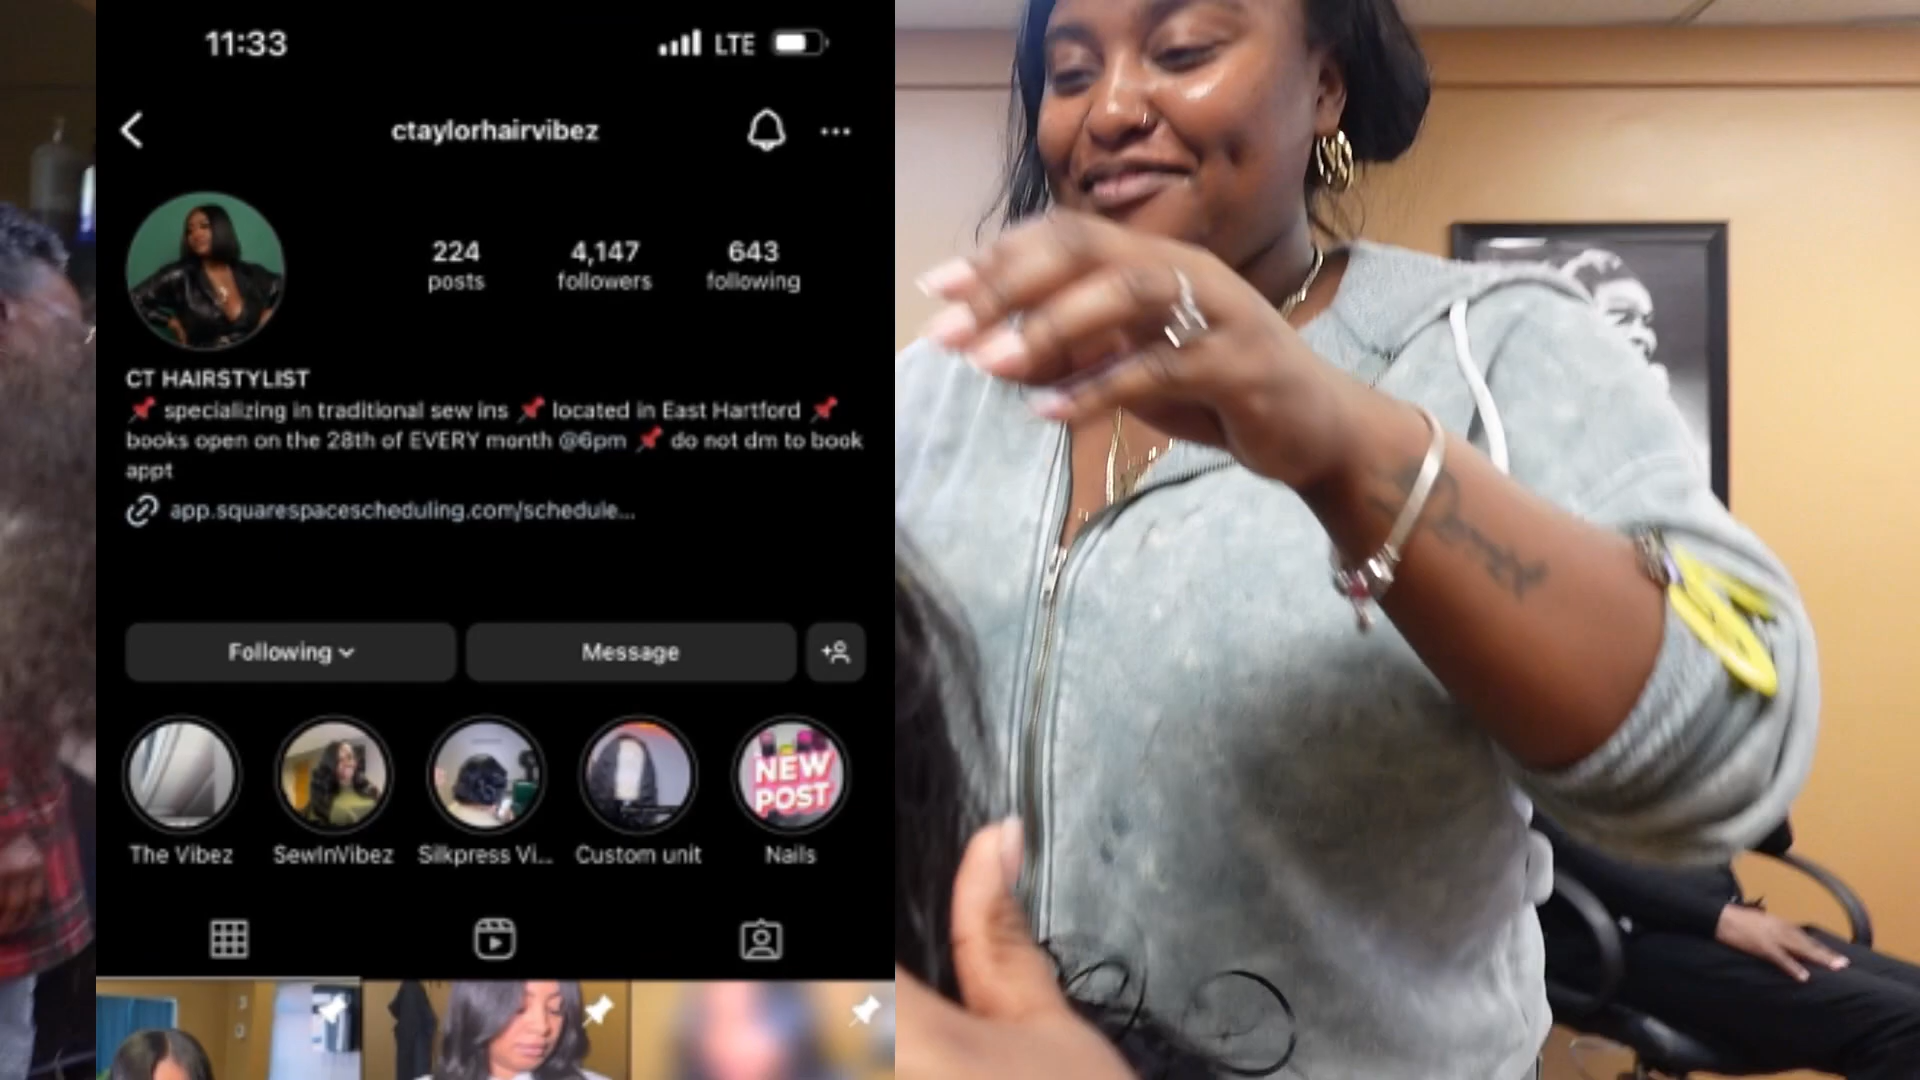 11:33
LTE
ctaylorhairvibez
224 4,147 643
posts followers following
CT HAIRSTYLIST
📌 specializing in traditional sew ins 📌 located in East Hartford 📌
books open on the 28th of EVERY month @6pm 📌 do not dm to book
appt
app.squarespacescheduling.com/schedule...
Following Message
NEW
POST
The Vibez SewInVibez Silkpress Vi... Custom unit Nails